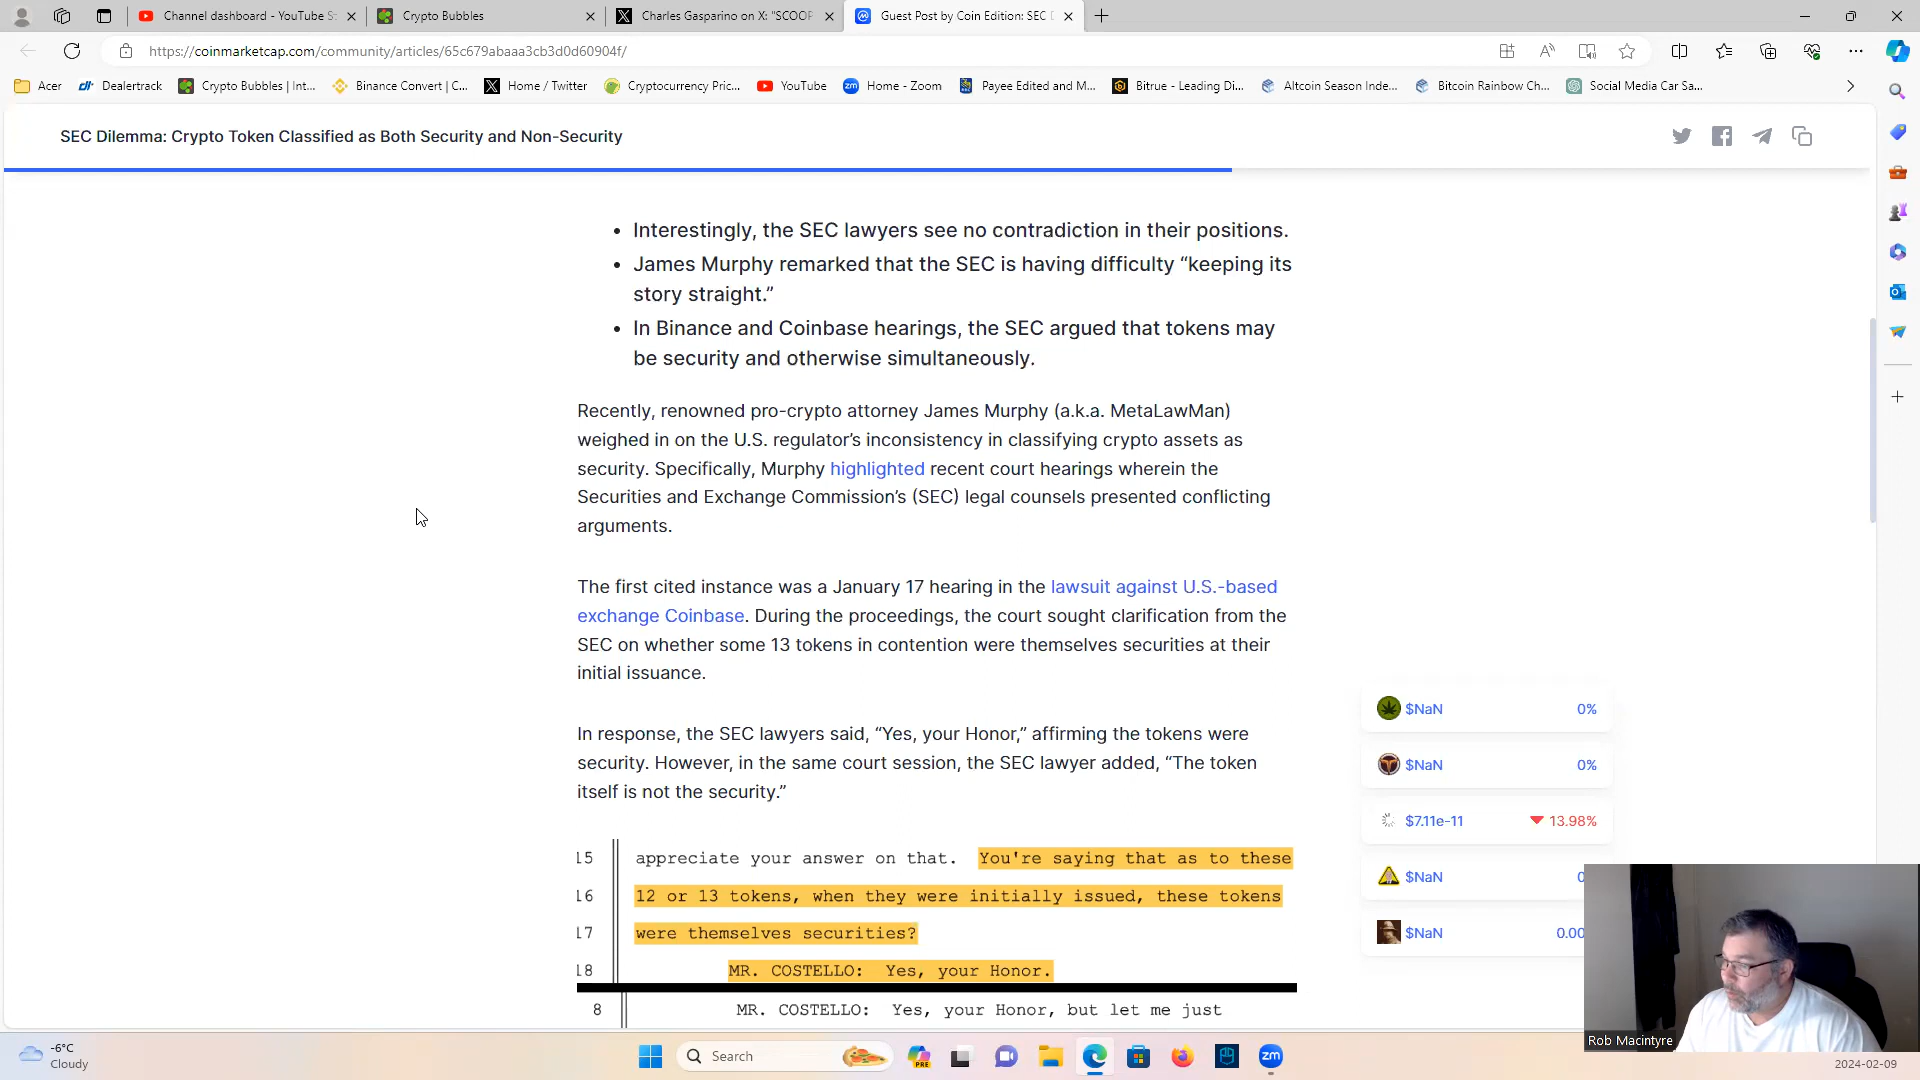 Channel dashboard - YouTube S
Crypto Bubbles
Charles Gasparino on X: "SCOOP
Guest Post by Coin Edition: SEC D
https://coinmarketcap.com/community/articles/65c679abaaa3cb3d0d60904f/
Acer
Dealertrack
Crypto Bubbles | Int...
Binance Convert | C...
Home / Twitter
Cryptocurrency Pric...
YouTube
Home - Zoom
Payee Edited and M...
Bitrue - Leading Di...
Altcoin Season Inde...
Bitcoin Rainbow Ch...
Social Media Car Sa...
SEC Dilemma: Crypto Token Classified as Both Security and Non-Security
• Interestingly, the SEC lawyers see no contradiction in their positions.
• James Murphy remarked that the SEC is having difficulty “keeping its
story straight.”
• In Binance and Coinbase hearings, the SEC argued that tokens may
be security and otherwise simultaneously.
Recently, renowned pro-crypto attorney James Murphy (a.k.a. MetaLawMan)
weighed in on the U.S. regulator’s inconsistency in classifying crypto assets as
security. Specifically, Murphy highlighted recent court hearings wherein the
Securities and Exchange Commission’s (SEC) legal counsels presented conflicting
arguments.
The first cited instance was a January 17 hearing in the lawsuit against U.S.-based
exchange Coinbase. During the proceedings, the court sought clarification from the
SEC on whether some 13 tokens in contention were themselves securities at their
initial issuance.
In response, the SEC lawyers said, “Yes, your Honor,” affirming the tokens were
security. However, in the same court session, the SEC lawyer added, “The token
itself is not the security.”
15 appreciate your answer on that. You're saying that as to these
16 12 or 13 tokens, when they were initially issued, these tokens
17 were themselves securities?
18 MR. COSTELLO: Yes, your Honor.
8 MR. COSTELLO: Yes, your Honor, but let me just
$NaN 0%
$NaN 0%
$7.11e-11 13.98%
$NaN 0
$NaN 0.00
Rob Macintyre
-6°C
Cloudy
Search
PRE
zm
2024-02-09